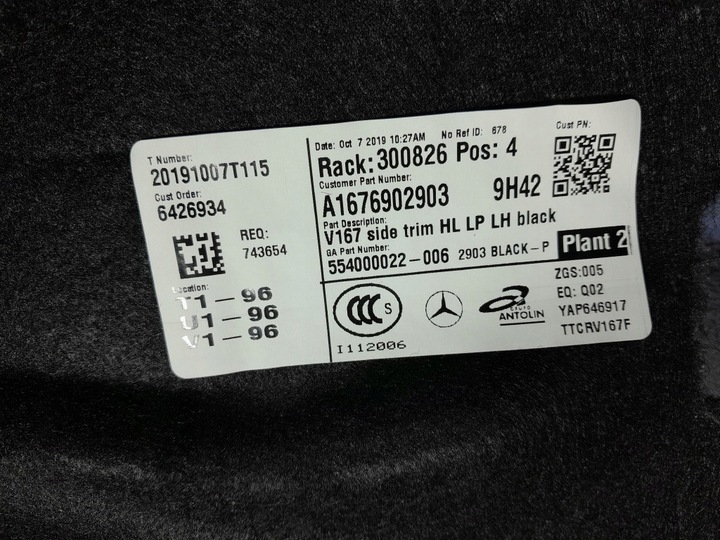 T Number:
20191007T115
Cust Order:
6426934
REQ:
743654
Location:
T1-96
U1-96
V1-96
Date: Oct 7 2019 10:27AM No Ref ID: 678
Rack: 300826 Pos: 4
Customer Part Number:
A1676902903 9H42
Part Description:
V167 side trim HL LP LH black
GA Part Number:
554000022-006 2903 BLACK-P
Cust PN:
Plant 2
ZGS:005
EQ: Q02
YAP646917
TTCRV167F
CCC S
I112006
GRUPO
ANTOLIN